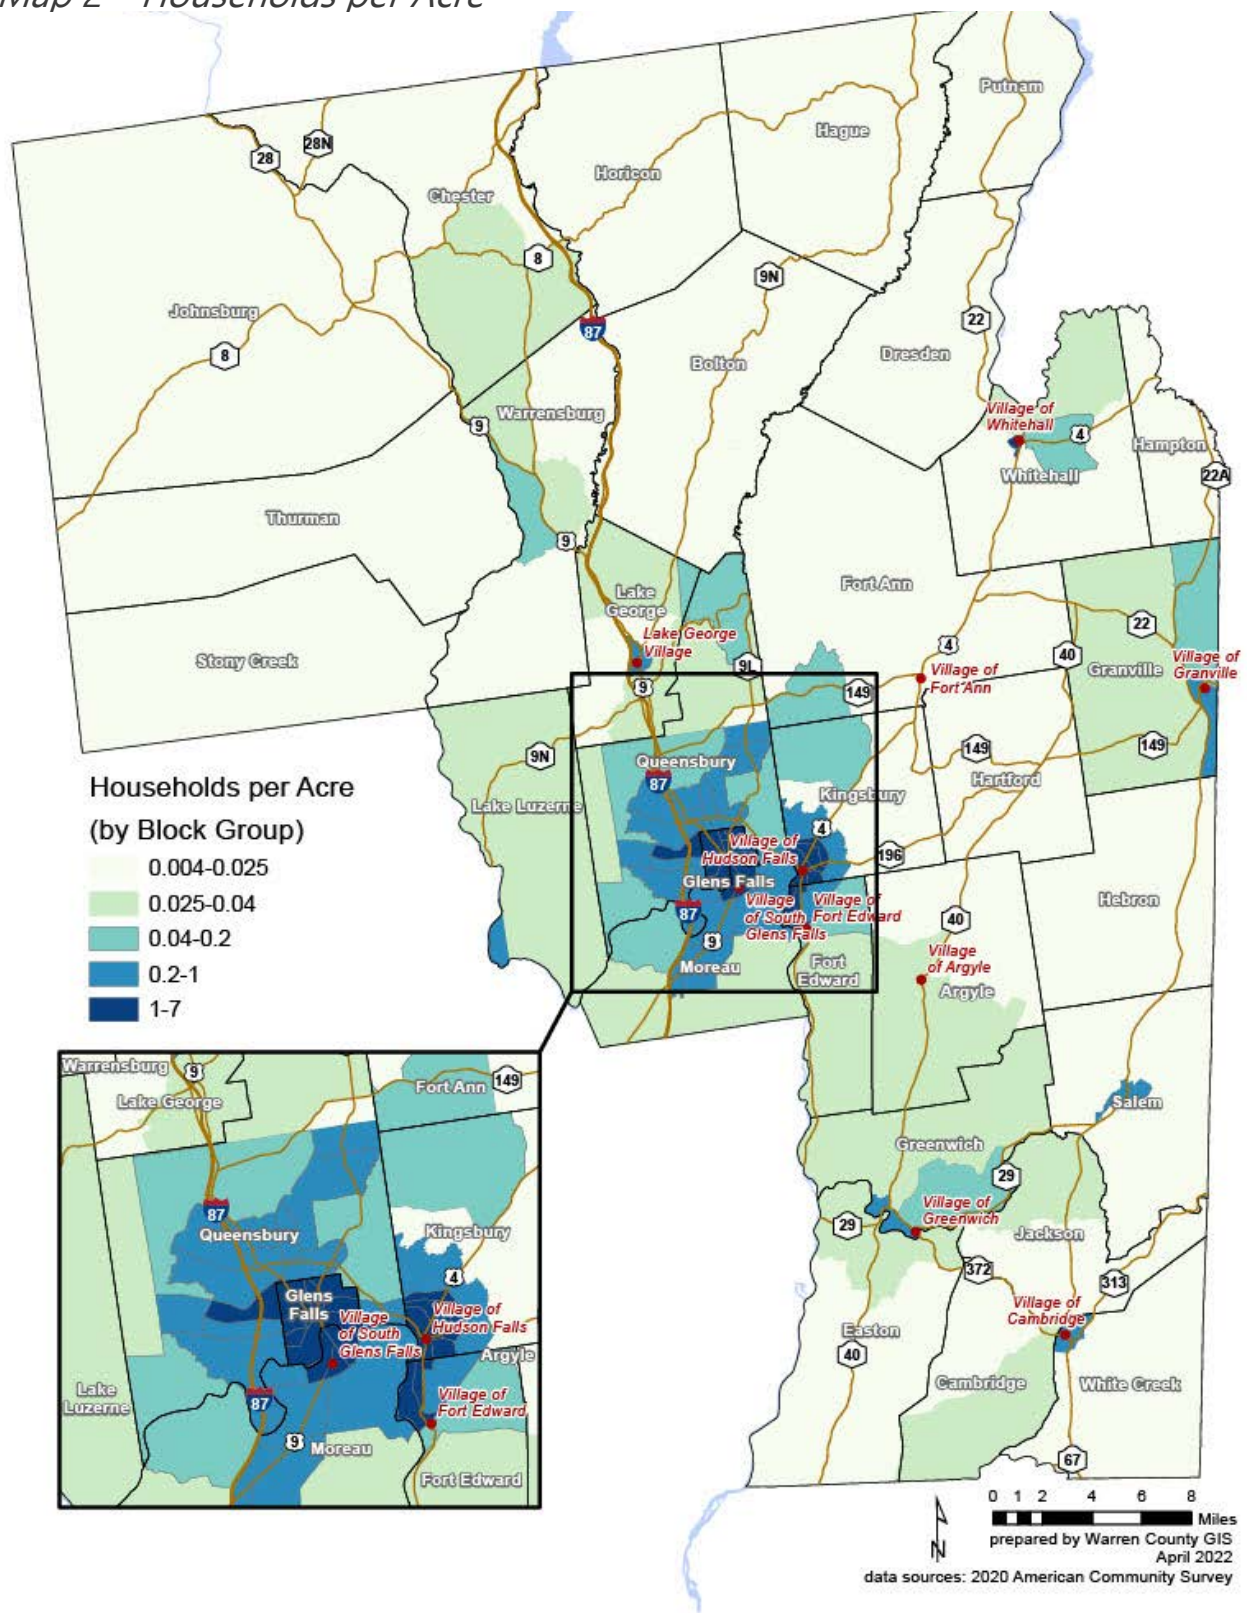 Map 2 – Households per Acre
Putnam
Hague
28N
28
Horicon
Chester
8
9N
Johnsburg
22
87
8
Dresden
Bolton
Village of
Whitehall
Warrensburg
9
4
Hampton
Whitehall
22A
Thurman
9
Fort Ann
Lake
George
22
Lake George
Village
4
40
Village of
Granville
Stony Creek
9L
Granville
Village of
Fort Ann
9
149
9N
149
149
Queensbury
87
Hartford
Households per Acre
(by Block Group)
0.004-0.025
0.025-0.04
0.04-0.2
0.2-1
1-7
Lake Luzerne
Kingsbury
4
Village of
Hudson Falls
196
Glens Falls
Hebron
Village
of South
Glens Falls
Village of
Fort Edward
87
40
9
Moreau
Fort
Edward
Village
of Argyle
Argyle
Salem
Greenwich
29
Village of
Greenwich
29
Jackson
372
313
Village of
Cambridge
Easton
40
Cambridge
White Creek
67
Warrensburg
9
Lake George
Fort Ann
149
87
Queensbury
Kingsbury
4
Glens
Falls
Village
of South
Glens Falls
Village of
Hudson Falls
Argyle
Lake
Luzerne
87
Village of
Fort Edward
9
Moreau
Fort Edward
N
0 1 2 4 6 8
Miles
prepared by Warren County GIS
April 2022
data sources: 2020 American Community Survey